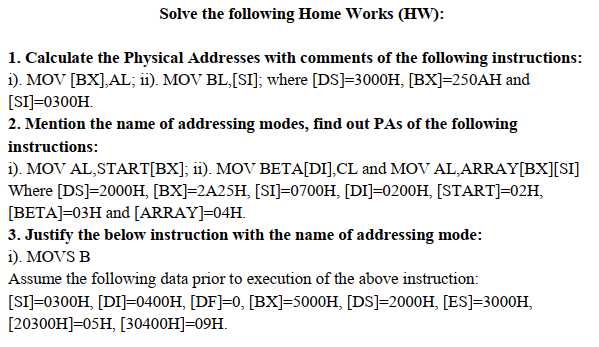 Solve the following Home Works (HW):
1. Calculate the Physical Addresses with comments of the following instructions:
i). MOV [BX],AL; ii). MOV BL,[SI]; where [DS]=3000H, [BX]=250AH and
[SI]=0300H.
2. Mention the name of addressing modes, find out PAs of the following
instructions:
i). MOV AL,START[BX]; ii). MOV BETA[DI],CL and MOV AL,ARRAY[BX][SI]
Where [DS]=2000H, [BX]=2A25H, [SI]=0700H, [DI]=0200H, [START]=02H,
[BETA]=03H and [ARRAY]=04H.
3. Justify the below instruction with the name of addressing mode:
i). MOVS B
Assume the following data prior to execution of the above instruction:
[SI]=0300H, [DI]=0400H, [DF]=0, [BX]=5000H, [DS]=2000H, [ES]=3000H,
[20300H]=05H, [30400H]=09H.